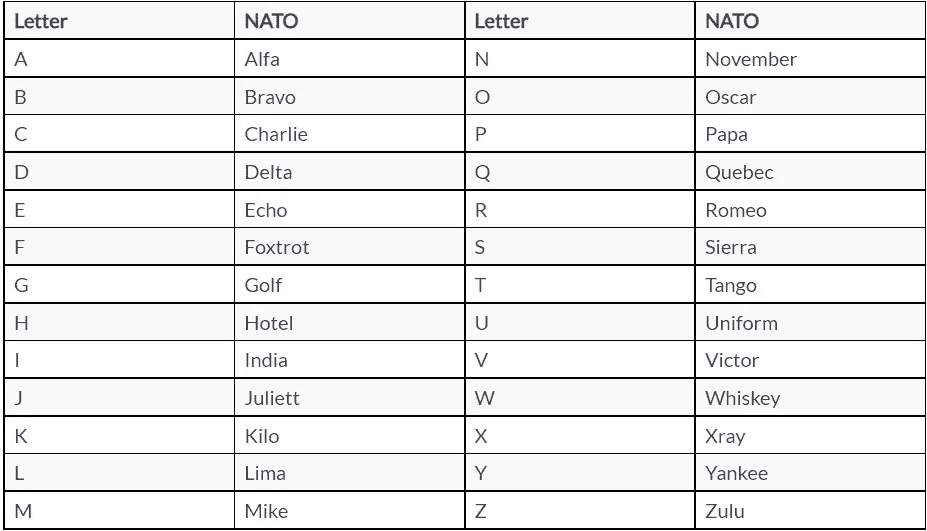 Letter NATO Letter NATO
A Alfa N November
B Bravo O Oscar
C Charlie P Papa
D Delta Q Quebec
E Echo R Romeo
F Foxtrot S Sierra
G Golf T Tango
H Hotel U Uniform
I India V Victor
J Juliett W Whiskey
K Kilo X Xray
L Lima Y Yankee
M Mike Z Zulu